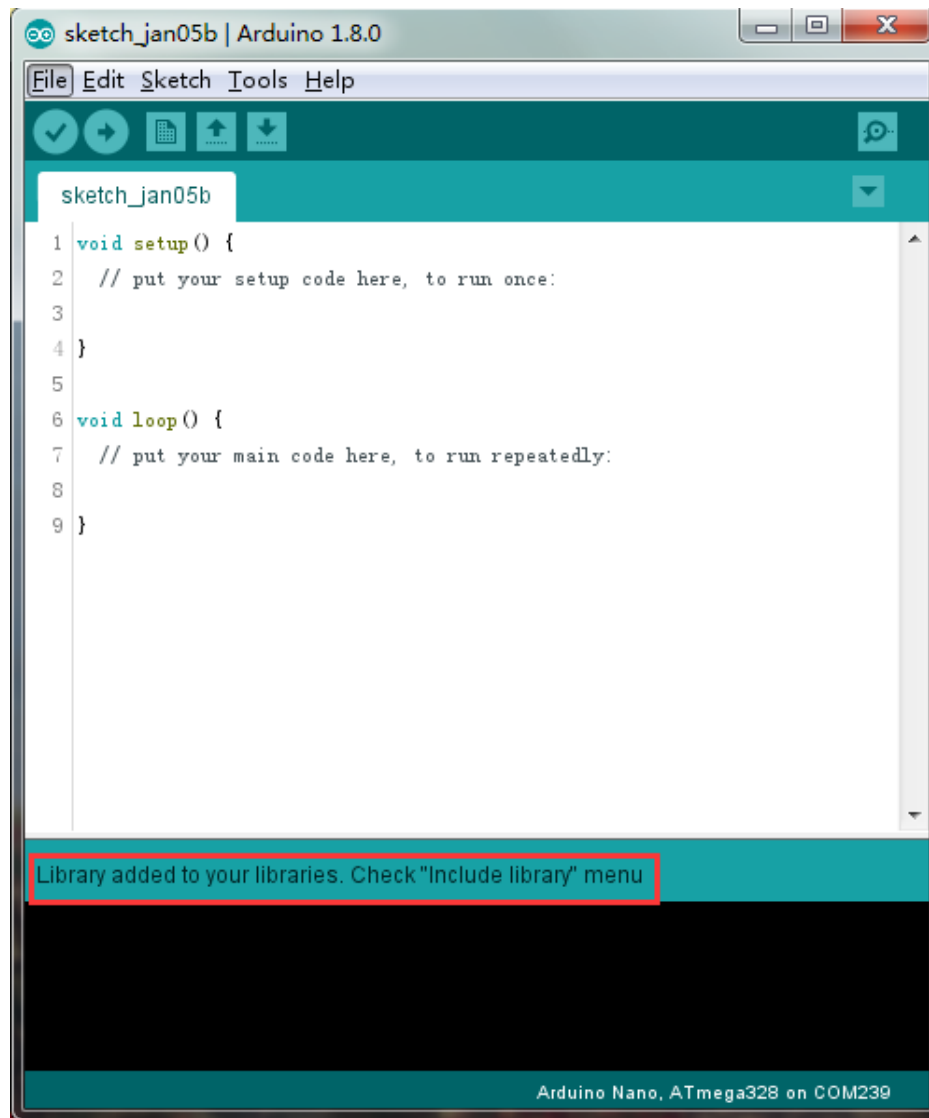 sketch_jan05b | Arduino 1.8.0
File Edit Sketch Tools Help
sketch_jan05b
1 void setup() {
2   // put your setup code here, to run once:
3
4 }
5
6 void loop() {
7   // put your main code here, to run repeatedly:
8
9 }
Library added to your libraries. Check "Include library" menu
Arduino Nano, ATmega328 on COM239